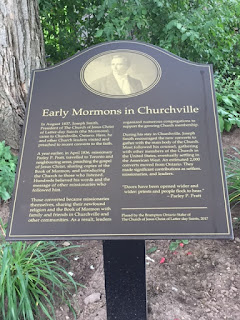 Early Mormons in Churchville
In August 1837, Joseph Smith,
President of The Church of Jesus Christ
of Latter-day Saints (the Mormons),
came to Churchville, Ontario. Here, he
and other Church leaders visited and
preached to recent converts to the faith.
A year earlier, in April 1836, missionary
Parley P. Pratt, travelled to Toronto and
neighbouring areas, preaching the gospel
of Jesus Christ, sharing copies of the
Book of Mormon, and introducing
the Church to those who listened.
Hundreds believed his words and the
message of other missionaries who
followed him.
Those converted became missionaries
themselves, sharing their newfound
religion and the Book of Mormon with
family and friends in Churchville and
other communities. As a result, leaders
organized numerous congregations to
support the growing Church membership.
During his stay in Churchville, Joseph
Smith encouraged the new converts to
gather with the main body of the Church.
Most followed his counsel, gathering
with other members of the Church in
the United States, eventually settling in
the American West. An estimated 2,500
converts moved from Ontario. They
made significant contributions as settlers,
communicators, and leaders.
"Doors have been opened wider and
wider; priests and people flock to hear."
- Parley P. Pratt
Placed by the Brampton Ontario Stake of
The Church of Jesus Christ of Latter-day Saints, 2017